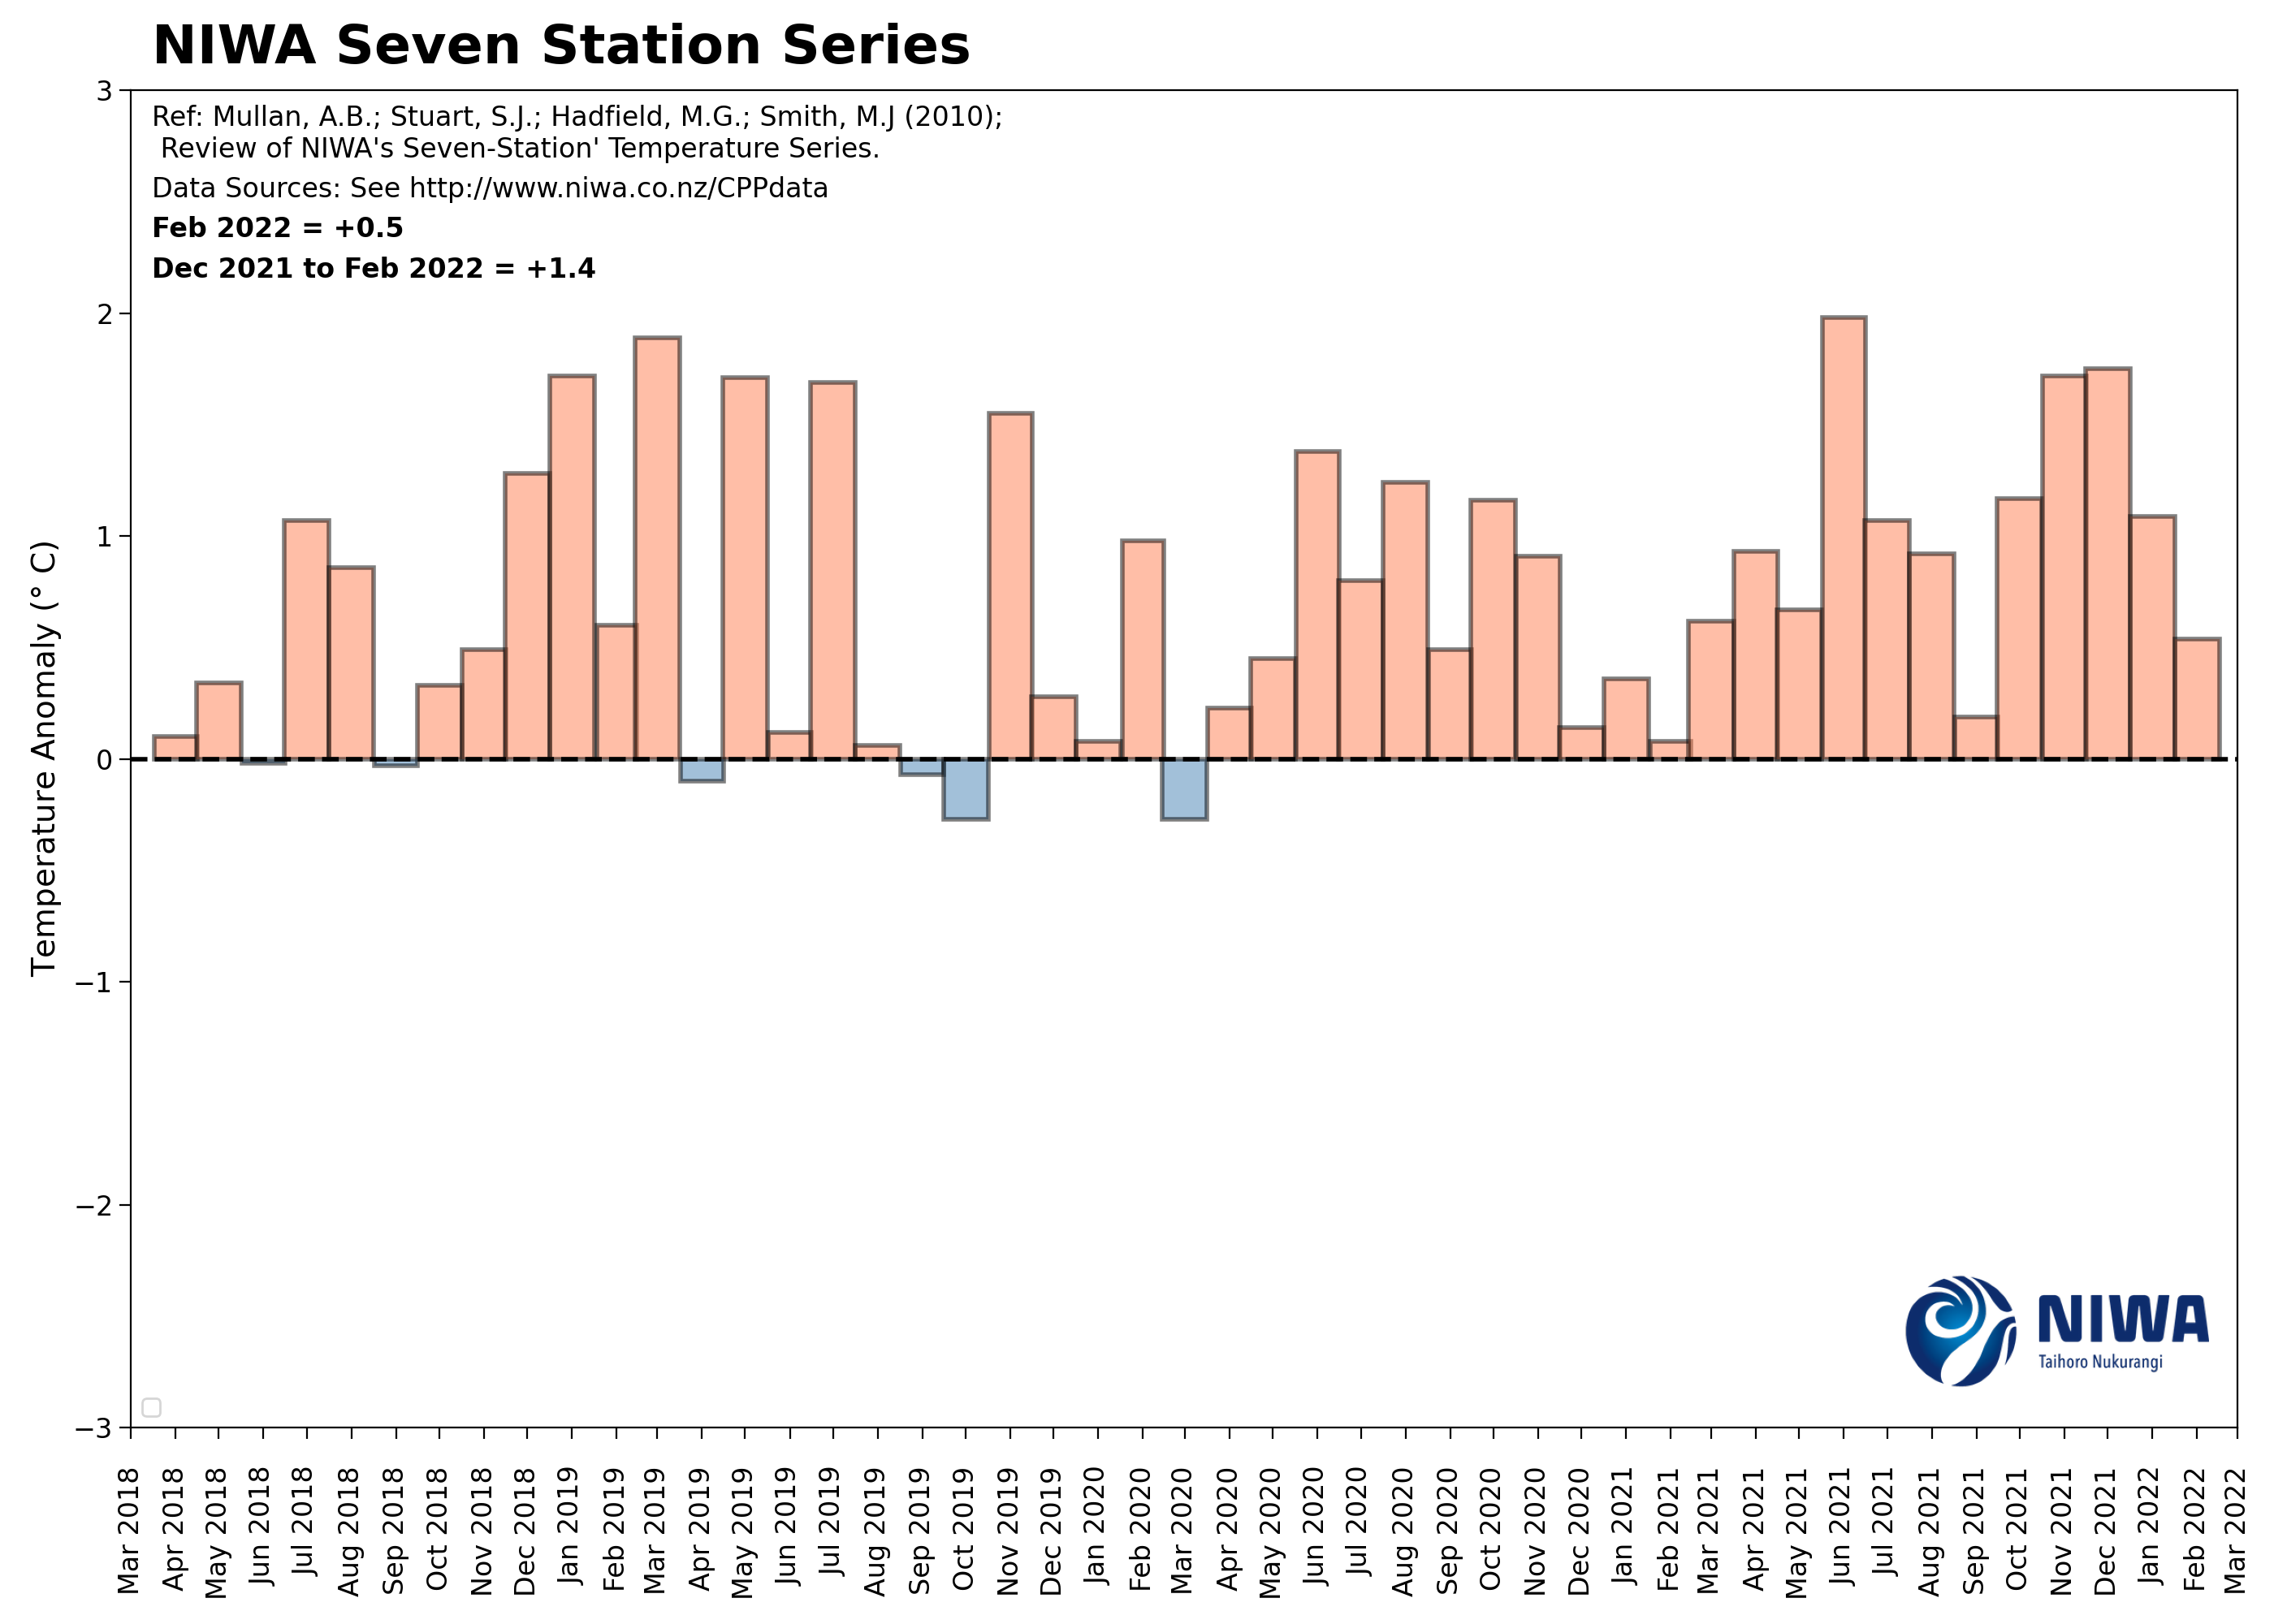 NIWA Seven Station Series
Ref: Mullan, A.B.; Stuart, S.J.; Hadfield, M.G.; Smith, M.J (2010);
Review of NIWA's Seven-Station' Temperature Series.
Data Sources: See http://www.niwa.co.nz/CPPdata
Feb 2022 = +0.5
Dec 2021 to Feb 2022 = +1.4
Temperature Anomaly (° C)
3
2
1
0
−1
−2
−3
NIWA
Taihoro Nukurangi
Mar 2018
Apr 2018
May 2018
Jun 2018
Jul 2018
Aug 2018
Sep 2018
Oct 2018
Nov 2018
Dec 2018
Jan 2019
Feb 2019
Mar 2019
Apr 2019
May 2019
Jun 2019
Jul 2019
Aug 2019
Sep 2019
Oct 2019
Nov 2019
Dec 2019
Jan 2020
Feb 2020
Mar 2020
Apr 2020
May 2020
Jun 2020
Jul 2020
Aug 2020
Sep 2020
Oct 2020
Nov 2020
Dec 2020
Jan 2021
Feb 2021
Mar 2021
Apr 2021
May 2021
Jun 2021
Jul 2021
Aug 2021
Sep 2021
Oct 2021
Nov 2021
Dec 2021
Jan 2022
Feb 2022
Mar 2022